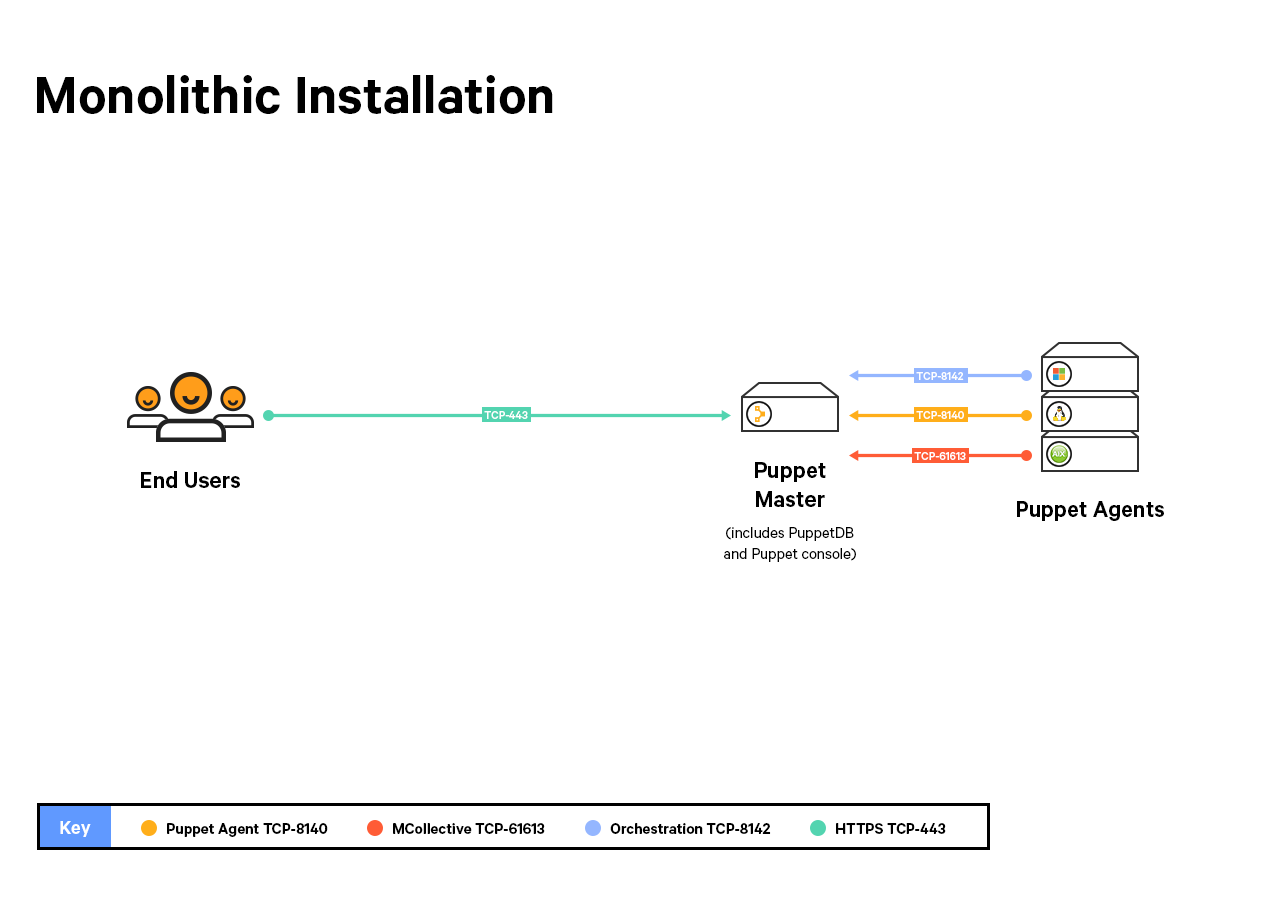 Monolithic Installation
TCP-443
TCP-8142
TCP-8140
TCP-61613
AIX
End Users
Puppet
Master
(includes PuppetDB
and Puppet console)
Puppet Agents
Key
Puppet Agent TCP-8140
MCollective TCP-61613
Orchestration TCP-8142
HTTPS TCP-443